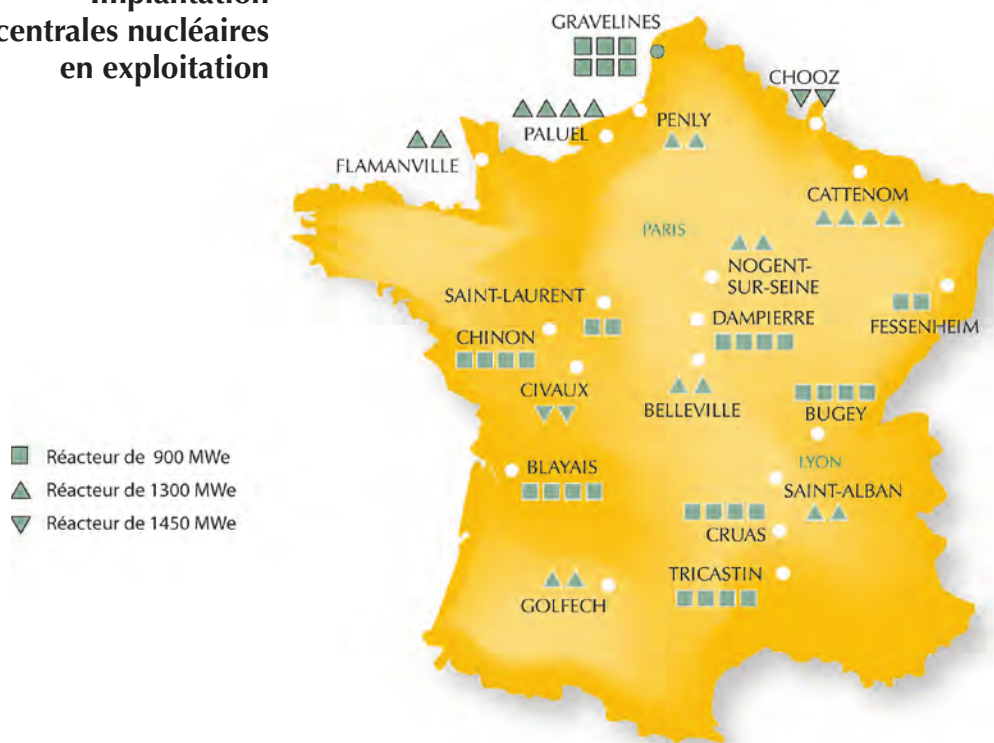 Implantation
centrales nucléaires
en exploitation
GRAVELINES
CHOOZ
PALUEL
PENLY
FLAMANVILLE
CATTENOM
PARIS
NOGENT-
SUR-SEINE
SAINT-LAURENT
DAMPIERRE
FESSENHEIM
CHINON
CIVAUX
BELLEVILLE
BUGEY
Réacteur de 900 MWe
Réacteur de 1300 MWe
Réacteur de 1450 MWe
BLAYAIS
LYON
SAINT-ALBAN
CRUAS
TRICASTIN
GOLFECH